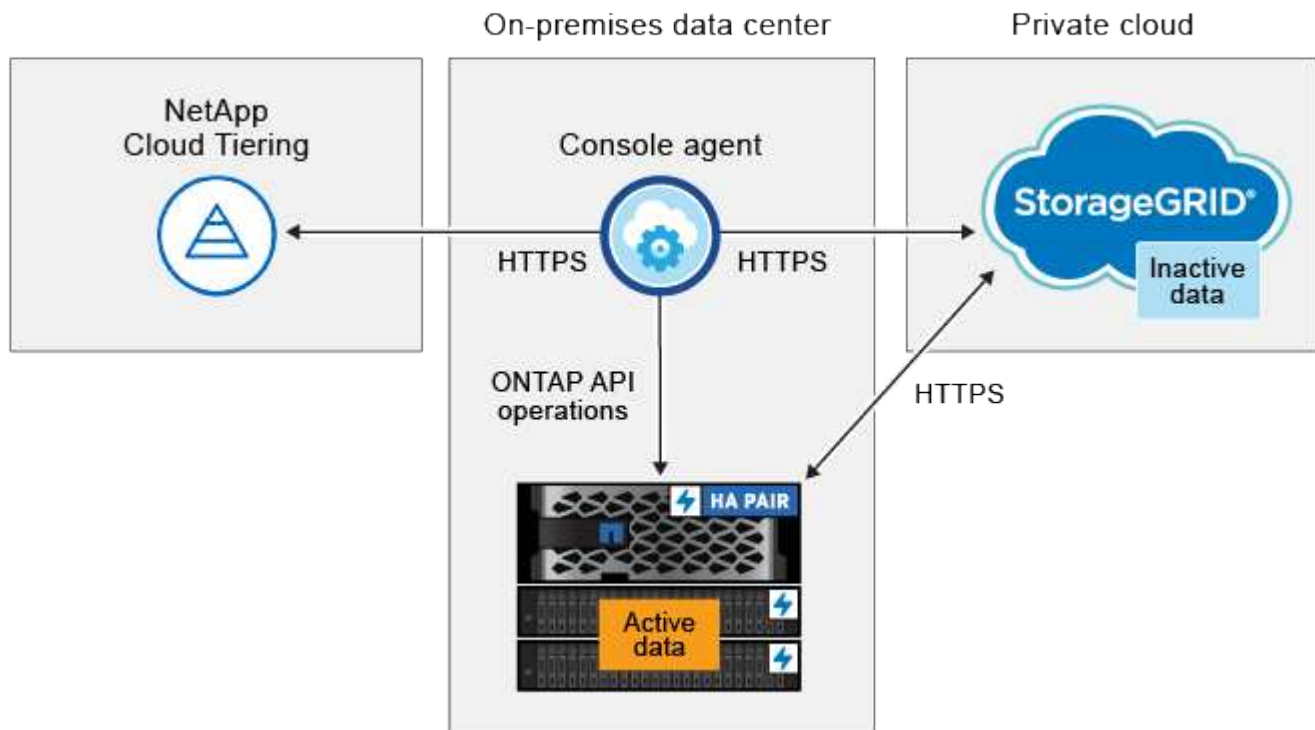 On-premises data center
Private cloud
NetApp
Cloud Tiering
Console agent
StorageGRID®
Inactive
data
HTTPS
HTTPS
ONTAP API
operations
HTTPS
HA PAIR
Active
data